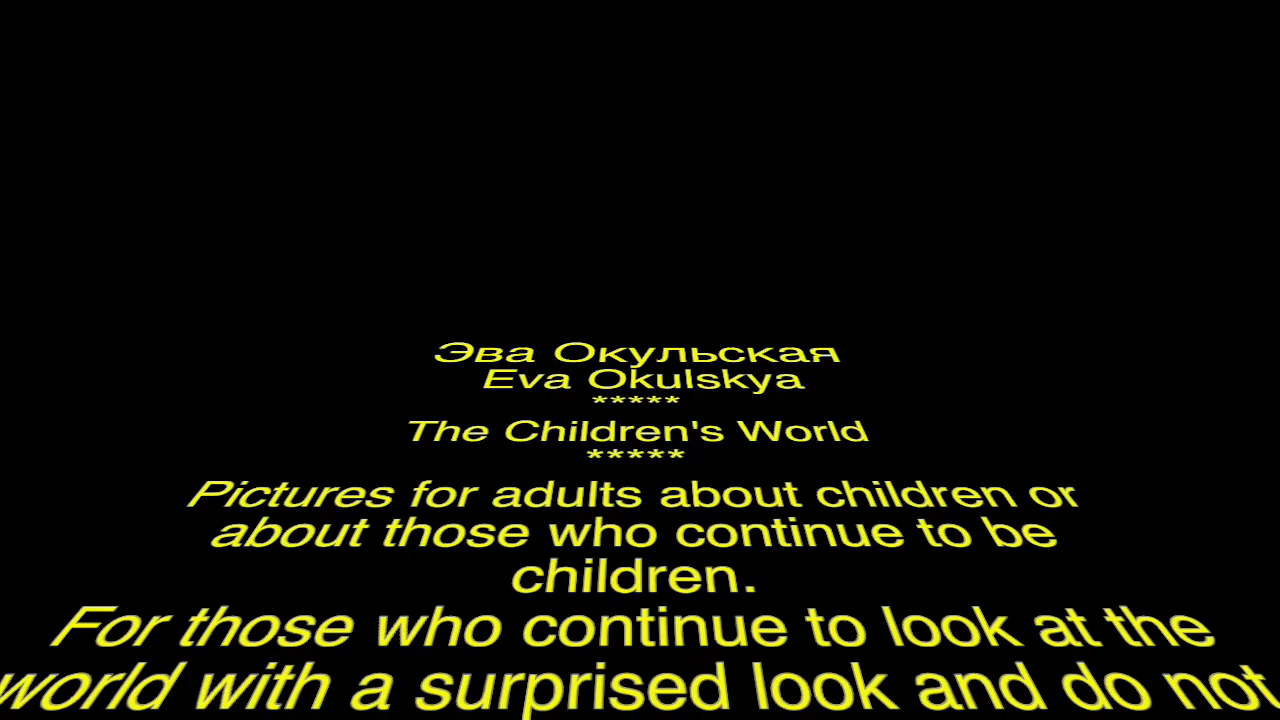 Эва Окульская
Eva Okulskya
*****
The Children's World
*****
Pictures for adults about children or
about those who continue to be
children.
For those who continue to look at the
world with a surprised look and do not